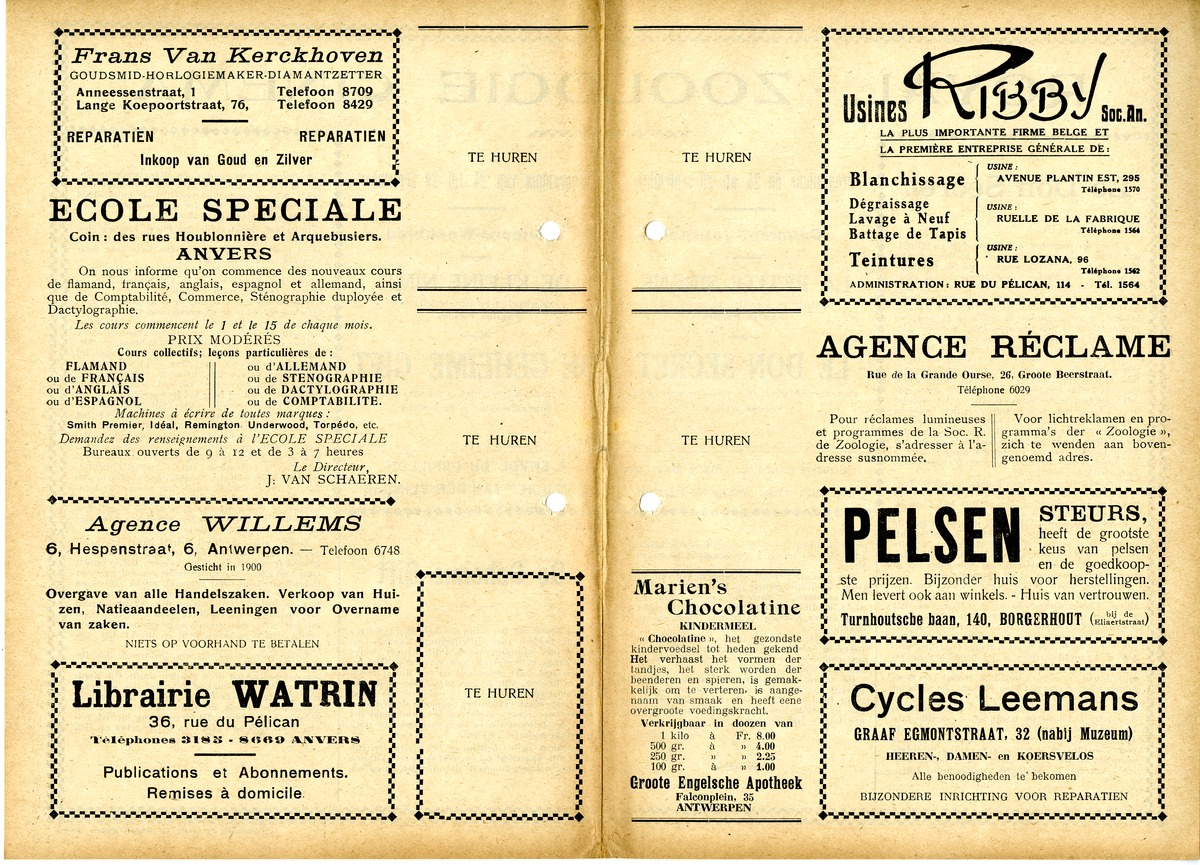 Frans Van Kerckhoven
GOUDSMID-HORLOGIEMAKER-DIAMANTZETTER
Anneessenstraat, 1 Telefoon 8709
Lange Koepoortstraat, 76, Telefoon 8429
REPARATIËN REPARATIEN
Inkoop van Goud en Zilver
ECOLE SPECIALE
Coin : des rues Houblonnière et Arquebusiers.
ANVERS
On nous informe qu'on commence des nouveaux cours
de flamand, français, anglais, espagnol et allemand, ainsi
que de Comptabilité, Commerce, Sténographie duployée et
Dactylographie.
Les cours commencent le 1 et le 15 de chaque mois.
PRIX MODÉRÉS
Cours collectifs; leçons particulières de :
FLAMAND ou d'ALLEMAND
ou de FRANÇAIS ou de STENOGRAPHIE
ou d'ANGLAIS ou de DACTYLOGRAPHIE
ou d'ESPAGNOL ou de COMPTABILITE.
Machines à écrire de toutes marques :
Smith Premier, Idéal, Remington Underwood, Torpédo, etc.
Demandez des renseignements à l'ECOLE SPECIALE
Bureaux ouverts de 9 à 12 et de 3 à 7 heures
Le Directeur,
J: VAN SCHAEREN.
Agence WILLEMS
6, Hespenstraat, 6, Antwerpen. — Telefoon 6748
Gesticht in 1900
Overgave van alle Handelszaken. Verkoop van Hui-
zen, Natieaandeelen, Leeningen voor Overname
van zaken.
NIETS OP VOORHAND TE BETALEN
Librairie WATRIN
36, rue du Pélican
Téléphones 3185 - 8669 ANVERS
Publications et Abonnements.
Remises à domicile
TE HUREN
TE HUREN
TE HUREN
TE HUREN
TE HUREN
Marien's
Chocolatine
KINDERMEEL
« Chocolatine », het gezondste
kindervoedsel tot heden gekend
Het verhaast het vormen der
tandjes, het sterk worden der
beenderen en spieren, is gemak-
kelijk om te verteren, is aange-
naam van smaak en heeft eene
overgroote voedingskracht.
Verkrijgbaar in doozen van
1 kilo à Fr. 8.00
500 gr. à » 4.00
250 gr. » » 2.25
100 gr. à » 1.00
Groote Engelsche Apotheek
Falconplein, 35
ANTWERPEN
Usines RIBBY Soc.An.
LA PLUS IMPORTANTE FIRME BELGE ET
LA PREMIÈRE ENTREPRISE GÉNÉRALE DE :
Blanchissage
USINE :
AVENUE PLANTIN EST, 295
Téléphone 1570
Dégraissage
Lavage à Neuf
Battage de Tapis
USINE :
RUELLE DE LA FABRIQUE
Téléphone 1564
Teintures
USINE :
RUE LOZANA, 96
Téléphone 1562
ADMINISTRATION : RUE DU PÉLICAN, 114 - Tél. 1564
AGENCE RÉCLAME
Rue de la Grande Ourse, 26, Groote Beerstraat.
Téléphone 6029
Pour réclames lumineuses
et programmes de la Soc. R.
de Zoologie, s'adresser à l'a-
dresse susnommée.
Voor lichtreklamen en pro-
gramma's der « Zoologie »,
zich te wenden aan boven-
genoemd adres.
PELSEN STEURS,
heeft de grootste
keus van pelsen
en de goedkoop-
ste prijzen. Bijzonder huis voor herstellingen.
Men levert ook aan winkels. - Huis van vertrouwen.
Turnhoutsche baan, 140, BORGERHOUT (bij de Eliaertstraat)
Cycles Leemans
GRAAF EGMONTSTRAAT, 32 (nabij Muzeum)
HEEREN-, DAMEN- en KOERSVELOS
Alle benoodigheden te bekomen
BIJZONDERE INRICHTING VOOR REPARATIEN